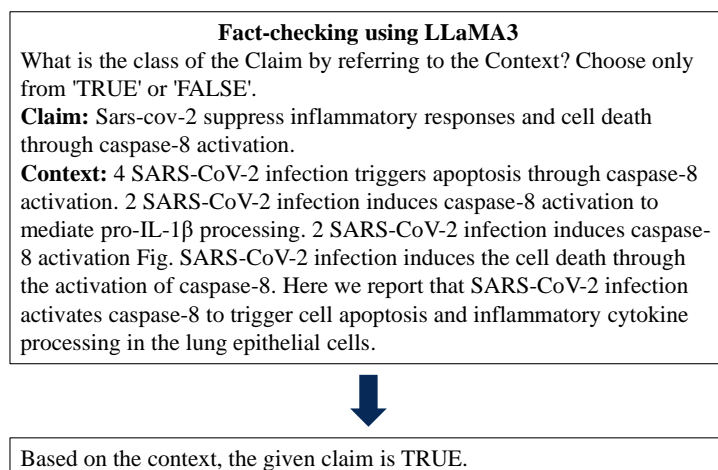 Fact-checking using LLaMA3
What is the class of the Claim by referring to the Context? Choose only
from 'TRUE' or 'FALSE'.
Claim: Sars-cov-2 suppress inflammatory responses and cell death
through caspase-8 activation.
Context: 4 SARS-CoV-2 infection triggers apoptosis through caspase-8
activation. 2 SARS-CoV-2 infection induces caspase-8 activation to
mediate pro-IL-1β processing. 2 SARS-CoV-2 infection induces caspase-
8 activation Fig. SARS-CoV-2 infection induces the cell death through
the activation of caspase-8. Here we report that SARS-CoV-2 infection
activates caspase-8 to trigger cell apoptosis and inflammatory cytokine
processing in the lung epithelial cells.
Based on the context, the given claim is TRUE.